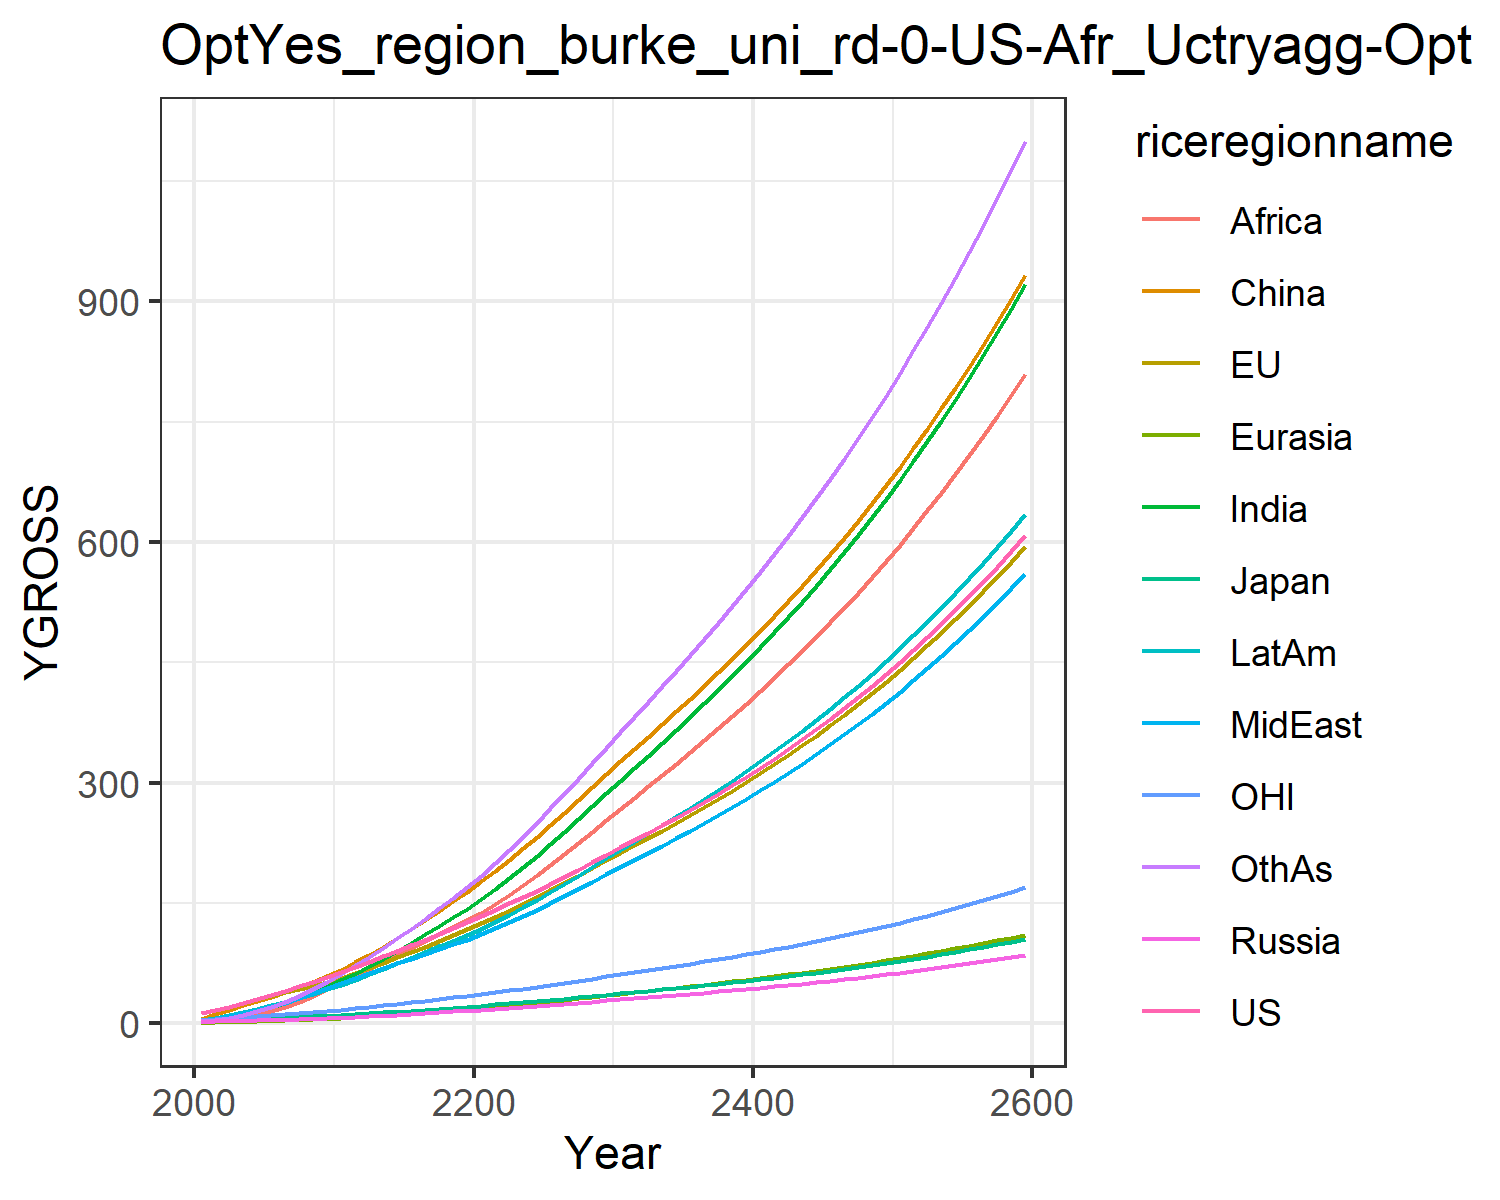 OptYes_region_burke_uni_rd-0-US-Afr_Uctryagg-Opt
riceregionname
Africa
China
EU
Eurasia
India
Japan
LatAm
MidEast
OHI
OthAs
Russia
US
YGROSS
900
600
300
0
2000 2200 2400 2600
Year